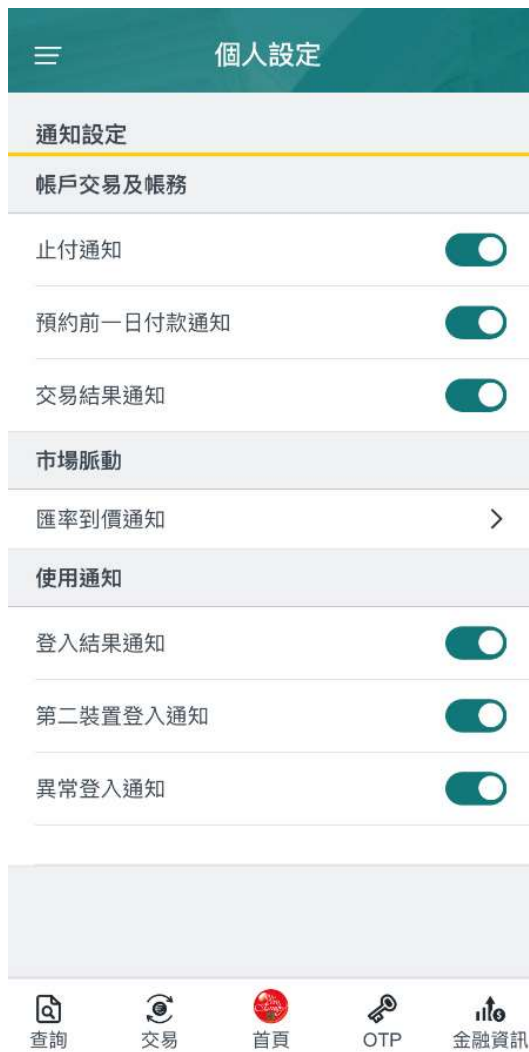 個人設定
通知設定
帳戶交易及帳務
止付通知
預約前一日付款通知
交易結果通知
市場脈動
匯率到價通知
使用通知
登入結果通知
第二裝置登入通知
異常登入通知
查詢 交易 首頁 OTP 金融資訊